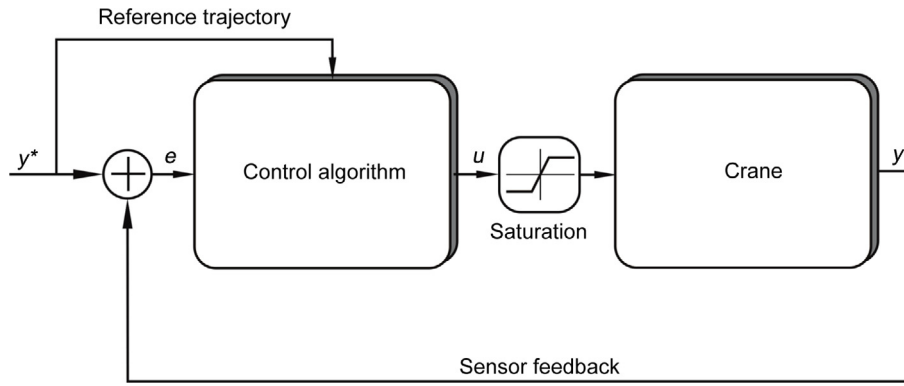 Reference trajectory
y*
e
Control algorithm
u
Saturation
Crane
y
Sensor feedback